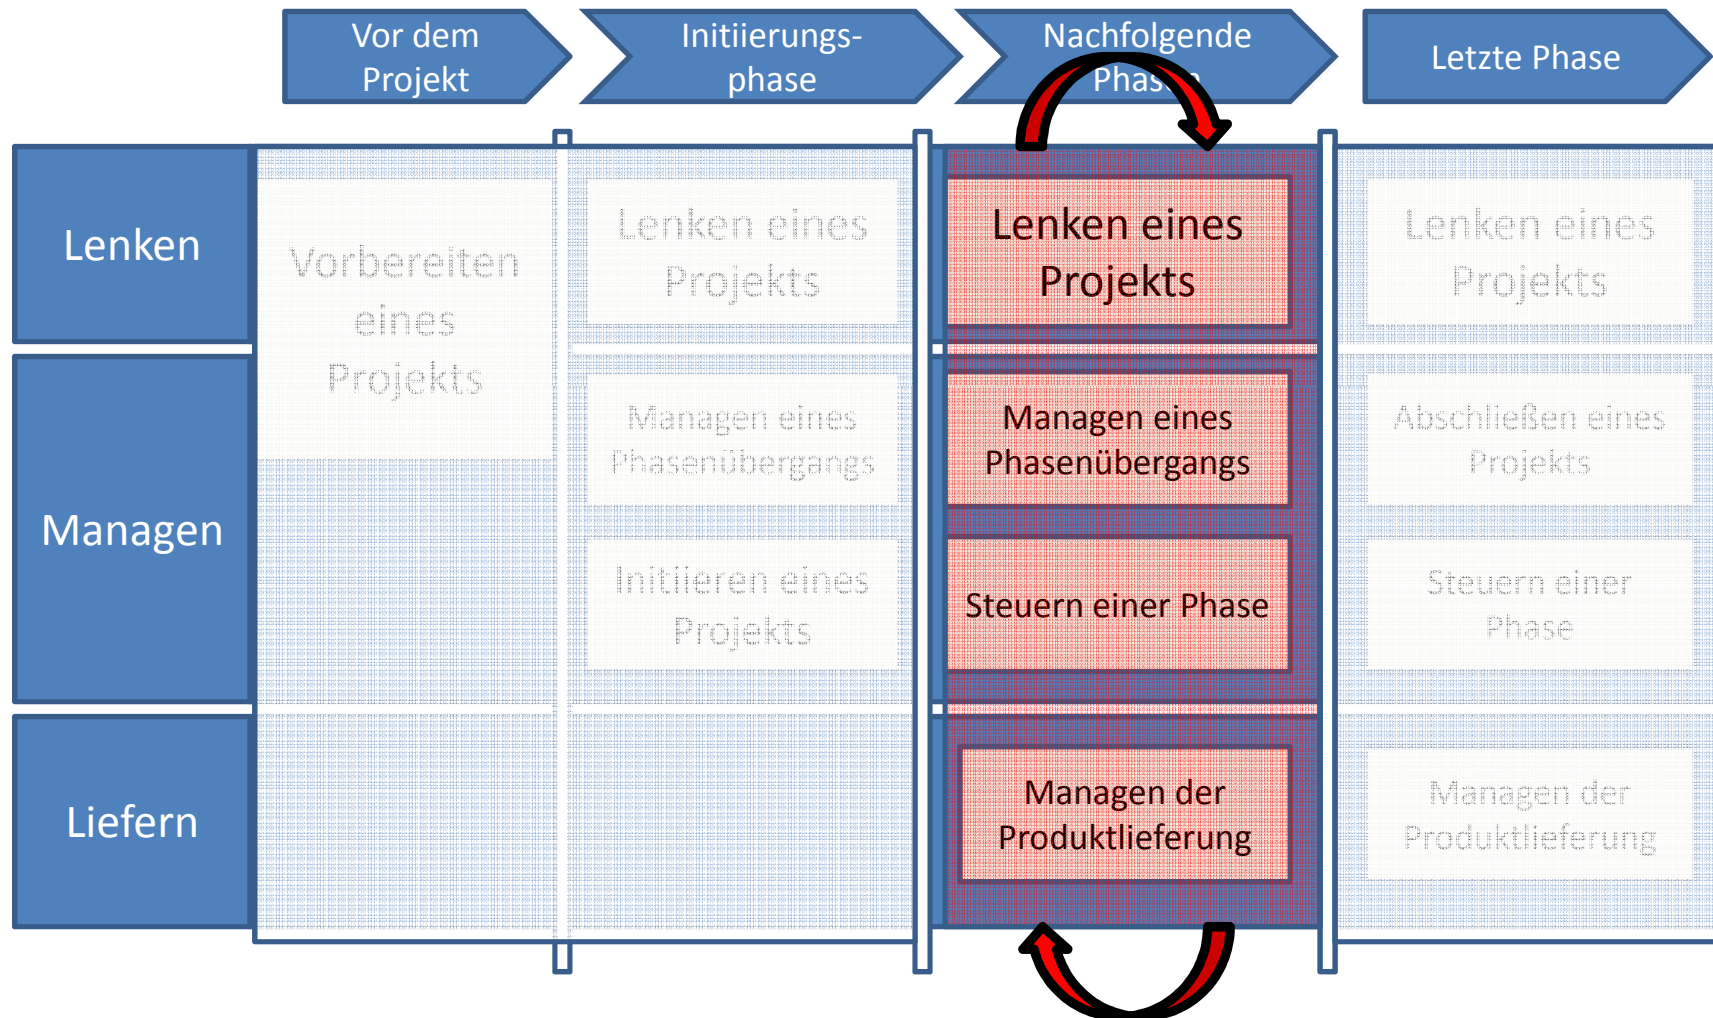 Vor dem
Projekt
Initiierungs-
phase
Nachfolgende
Phase
Letzte Phase
Lenken
Vorbereiten
eines
Projekts
Lenken eines
Projekts
Lenken eines
Projekts
Lenken eines
Projekts
Managen
Managen eines
Phasenübergangs
Managen eines
Phasenübergangs
Abschließen eines
Projekts
Initiieren eines
Projekts
Steuern einer Phase
Steuern einer
Phase
Liefern
Managen der
Produktlieferung
Managen der
Produktlieferung